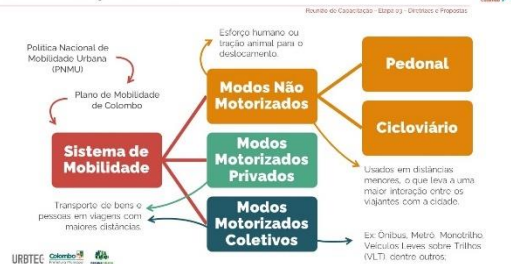 Reunião de Capacitação - Etapa 03 - Diretrizes e Propostas
Política Nacional de
Mobilidade Urbana
(PNMU)
Plano de Mobilidade
de Colombo
Sistema de
Mobilidade
Esforço humano ou
tração animal para o
deslocamento.
Modos Não
Motorizados
Modos
Motorizados
Privados
Modos
Motorizados
Coletivos
Pedonal
Cicloviário
Usados em distâncias
menores, o que leva a uma
maior interação entre os
viajantes com a cidade.
Transporte de bens e
pessoas em viagens com
maiores distâncias.
Ex: Ônibus, Metrô, Monotrilho,
Veículos Leves sobre Trilhos
(VLT), dentre outros.
URBTEC
Colombo